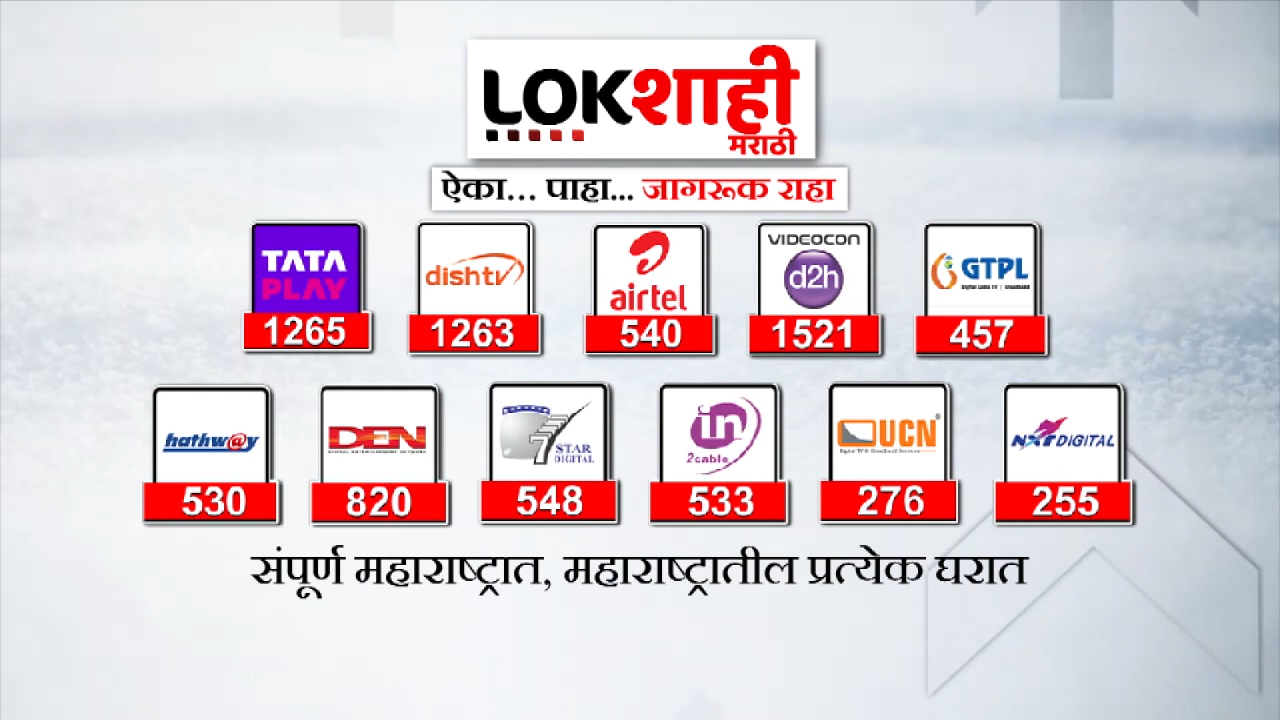 LOKशाही
मराठी
ऐका... पाहा... जागरूक राहा
TATA PLAY
dishtv
airtel
VIDEOCON d2h
GTPL
1265
1263
540
1521
457
hathw@y
DEN
7 STAR DIGITAL
in 2cable
UCN
NXT DIGITAL
530
820
548
533
276
255
संपूर्ण महाराष्ट्रात, महाराष्ट्रातील प्रत्येक घरात